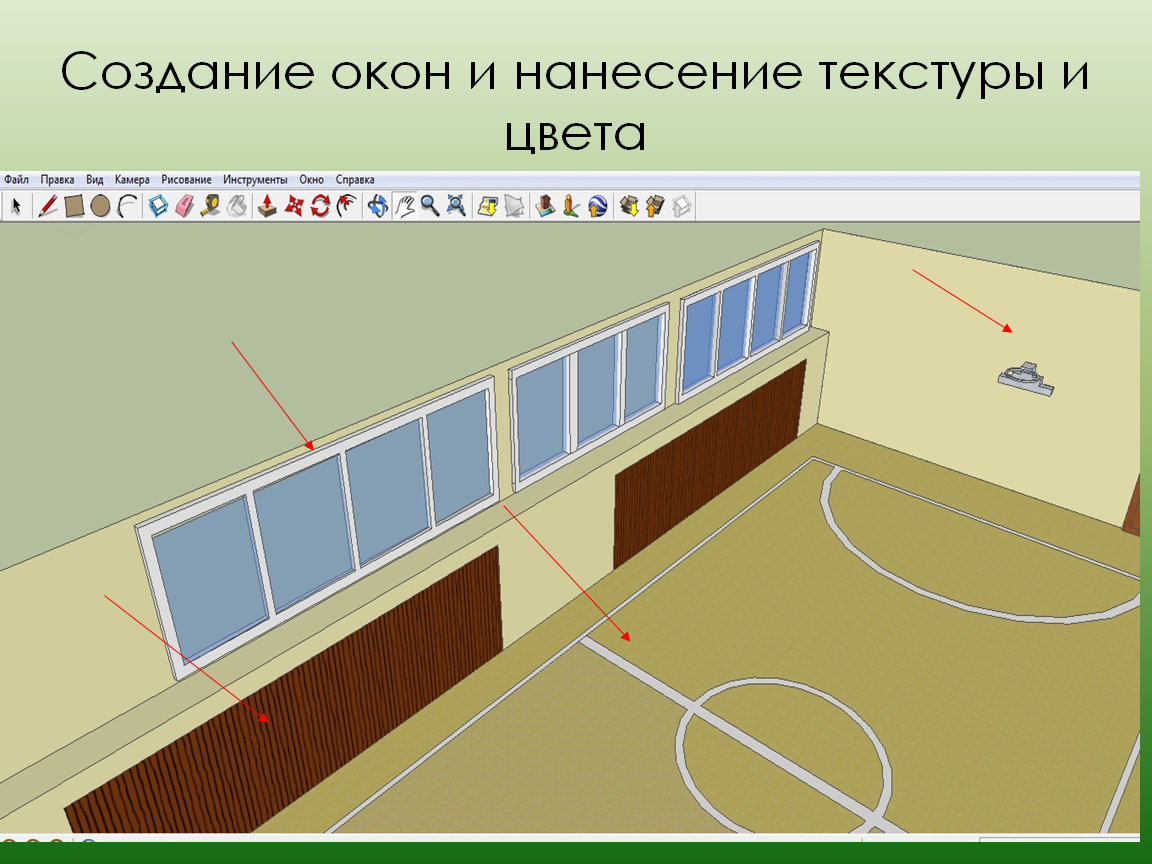 Создание окон и нанесение текстуры и
цвета
Файл Правка Вид Камера Рисование Инструменты Окно Справка